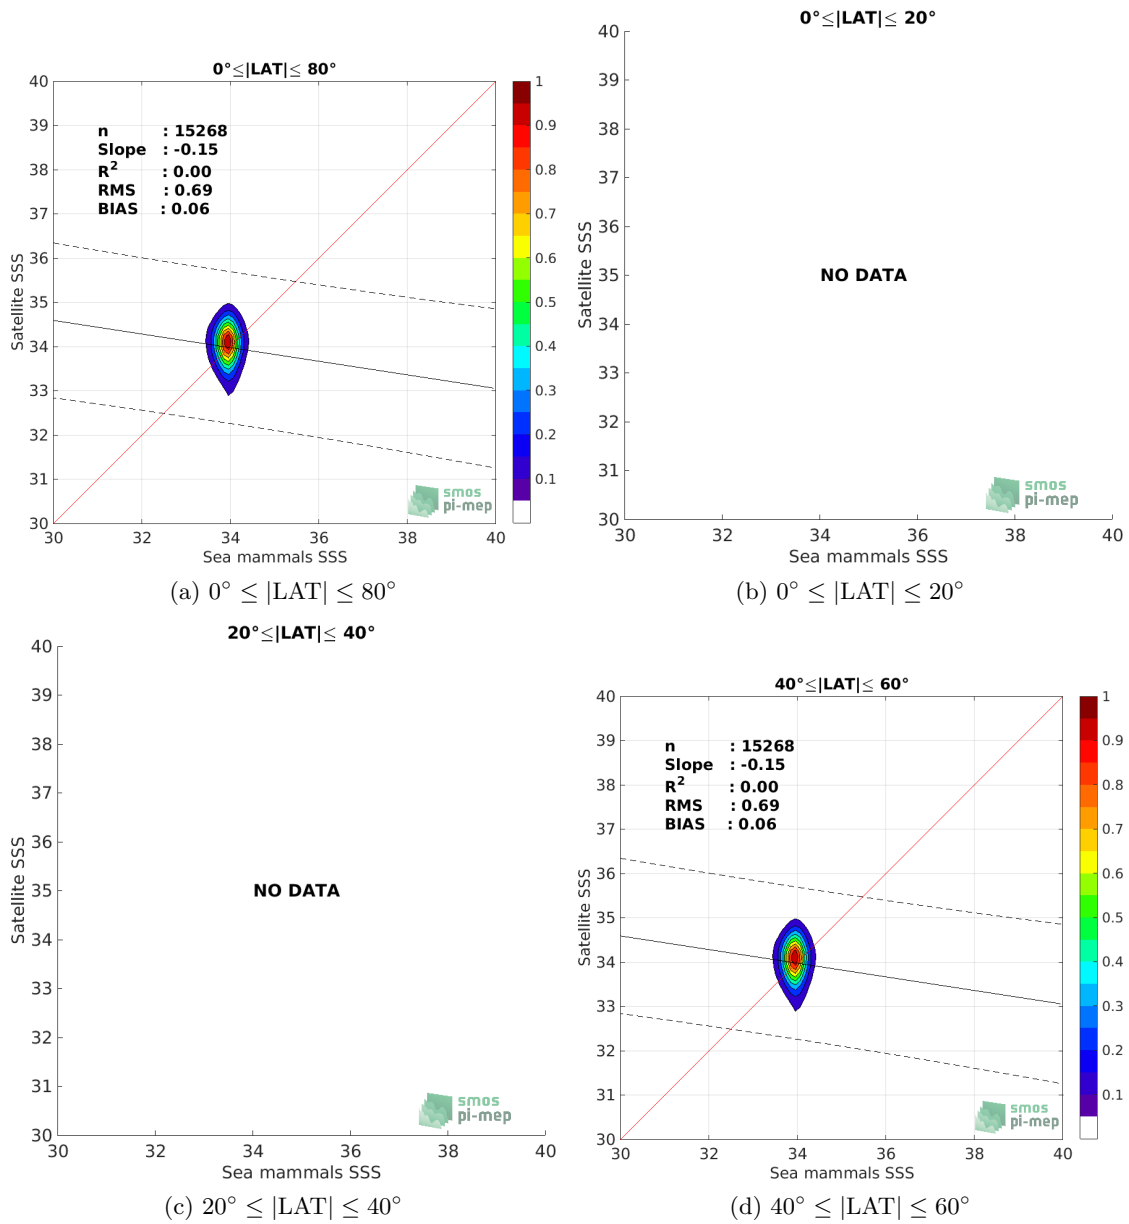 0°≤|LAT|≤ 80°
40
39
38
37
36
35
34
33
32
31
30
n : 15268
Slope : -0.15
R² : 0.00
RMS : 0.69
BIAS : 0.06
Satellite SSS
smos
pi-mep
30 32 34 36 38 40
Sea mammals SSS
1
0.9
0.8
0.7
0.6
0.5
0.4
0.3
0.2
0.1
(a) 0° ≤ |LAT| ≤ 80°
0°≤|LAT|≤ 20°
40
39
38
37
36
35
34
33
32
31
30
Satellite SSS
NO DATA
smos
pi-mep
30 32 34 36 38 40
Sea mammals SSS
(b) 0° ≤ |LAT| ≤ 20°
20°≤|LAT|≤ 40°
40
39
38
37
36
35
34
33
32
31
30
Satellite SSS
NO DATA
smos
pi-mep
30 32 34 36 38 40
Sea mammals SSS
(c) 20° ≤ |LAT| ≤ 40°
40°≤|LAT|≤ 60°
40
39
38
37
36
35
34
33
32
31
30
n : 15268
Slope : -0.15
R² : 0.00
RMS : 0.69
BIAS : 0.06
Satellite SSS
smos
pi-mep
30 32 34 36 38 40
Sea mammals SSS
1
0.9
0.8
0.7
0.6
0.5
0.4
0.3
0.2
0.1
(d) 40° ≤ |LAT| ≤ 60°